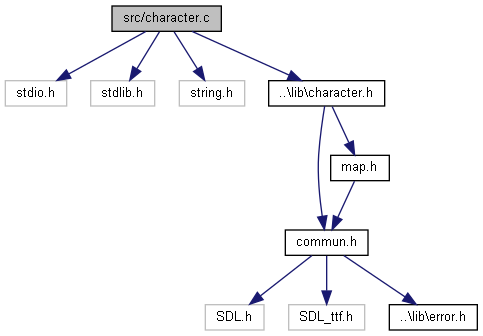 src/character.c
stdio.h
stdlib.h
string.h
..\lib\character.h
map.h
commun.h
SDL.h
SDL_ttf.h
..\lib\error.h